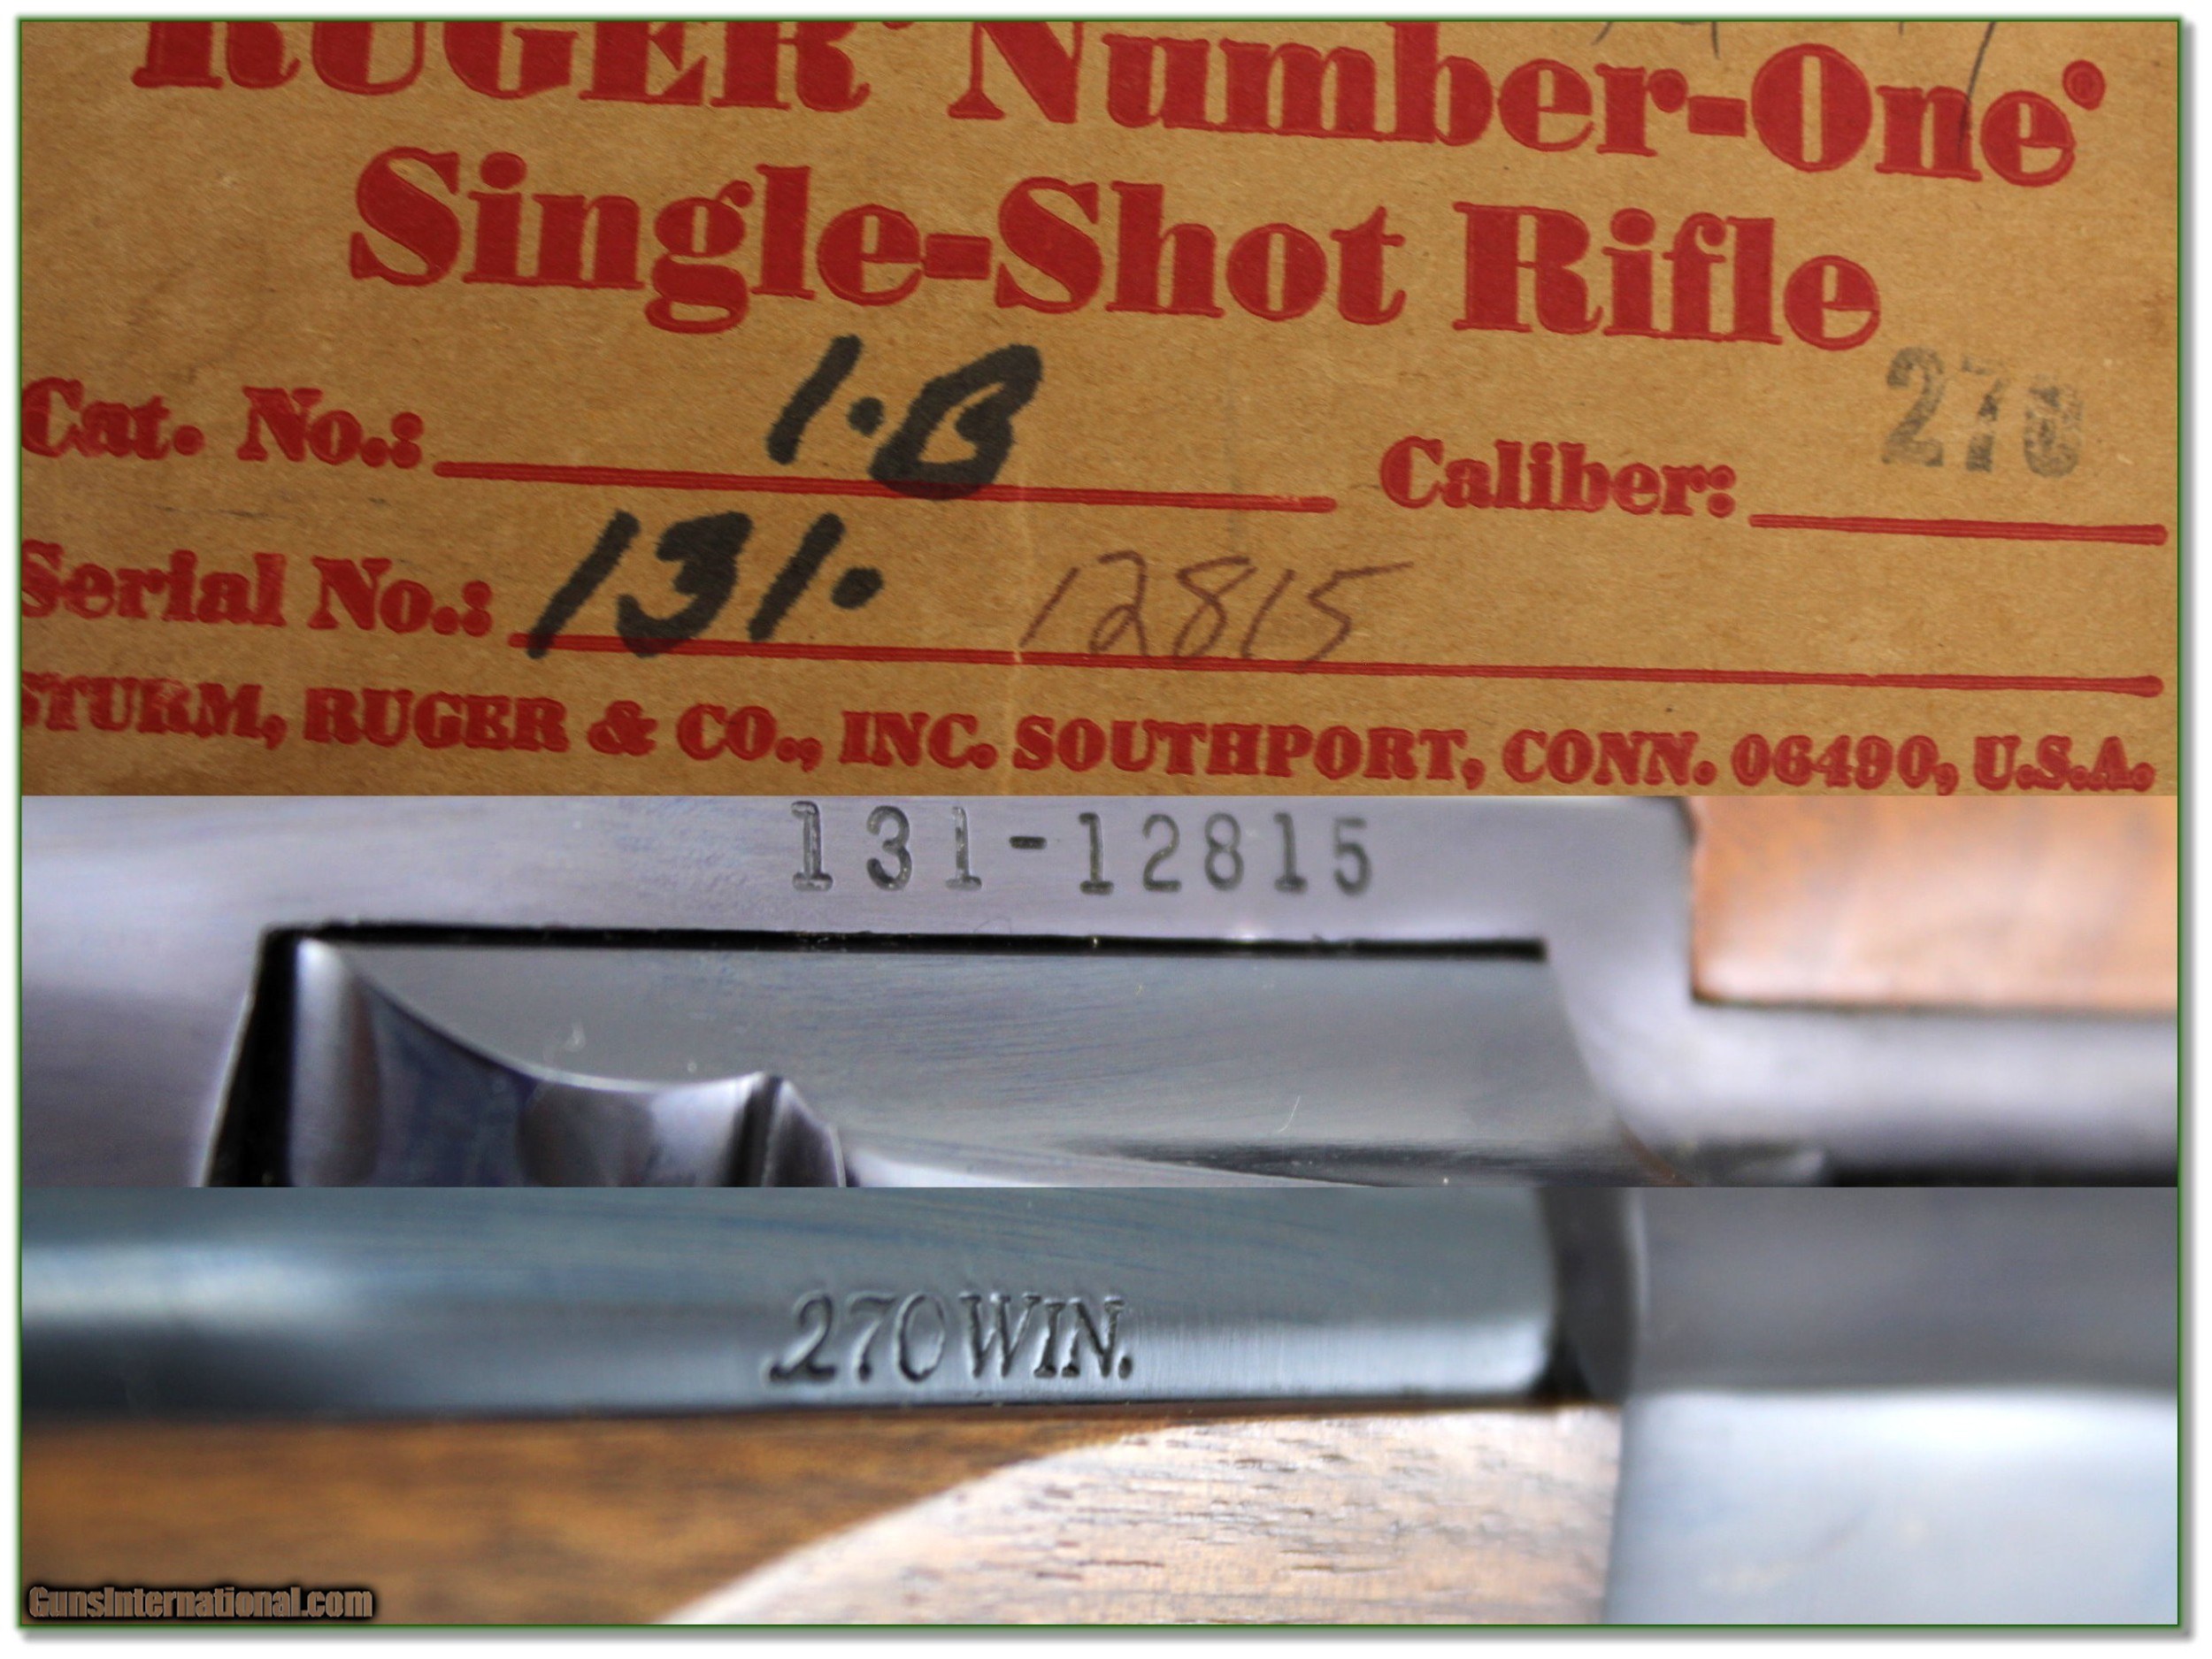 RUGER® Number-One®
Single-Shot Rifle
Cat. No.: 1·B Caliber: 270
Serial No.: 131· 12815
STURM, RUGER & CO., INC. SOUTHPORT, CONN. 06490, U.S.A.
131-12815
.270 WIN.
GunsInternational.com